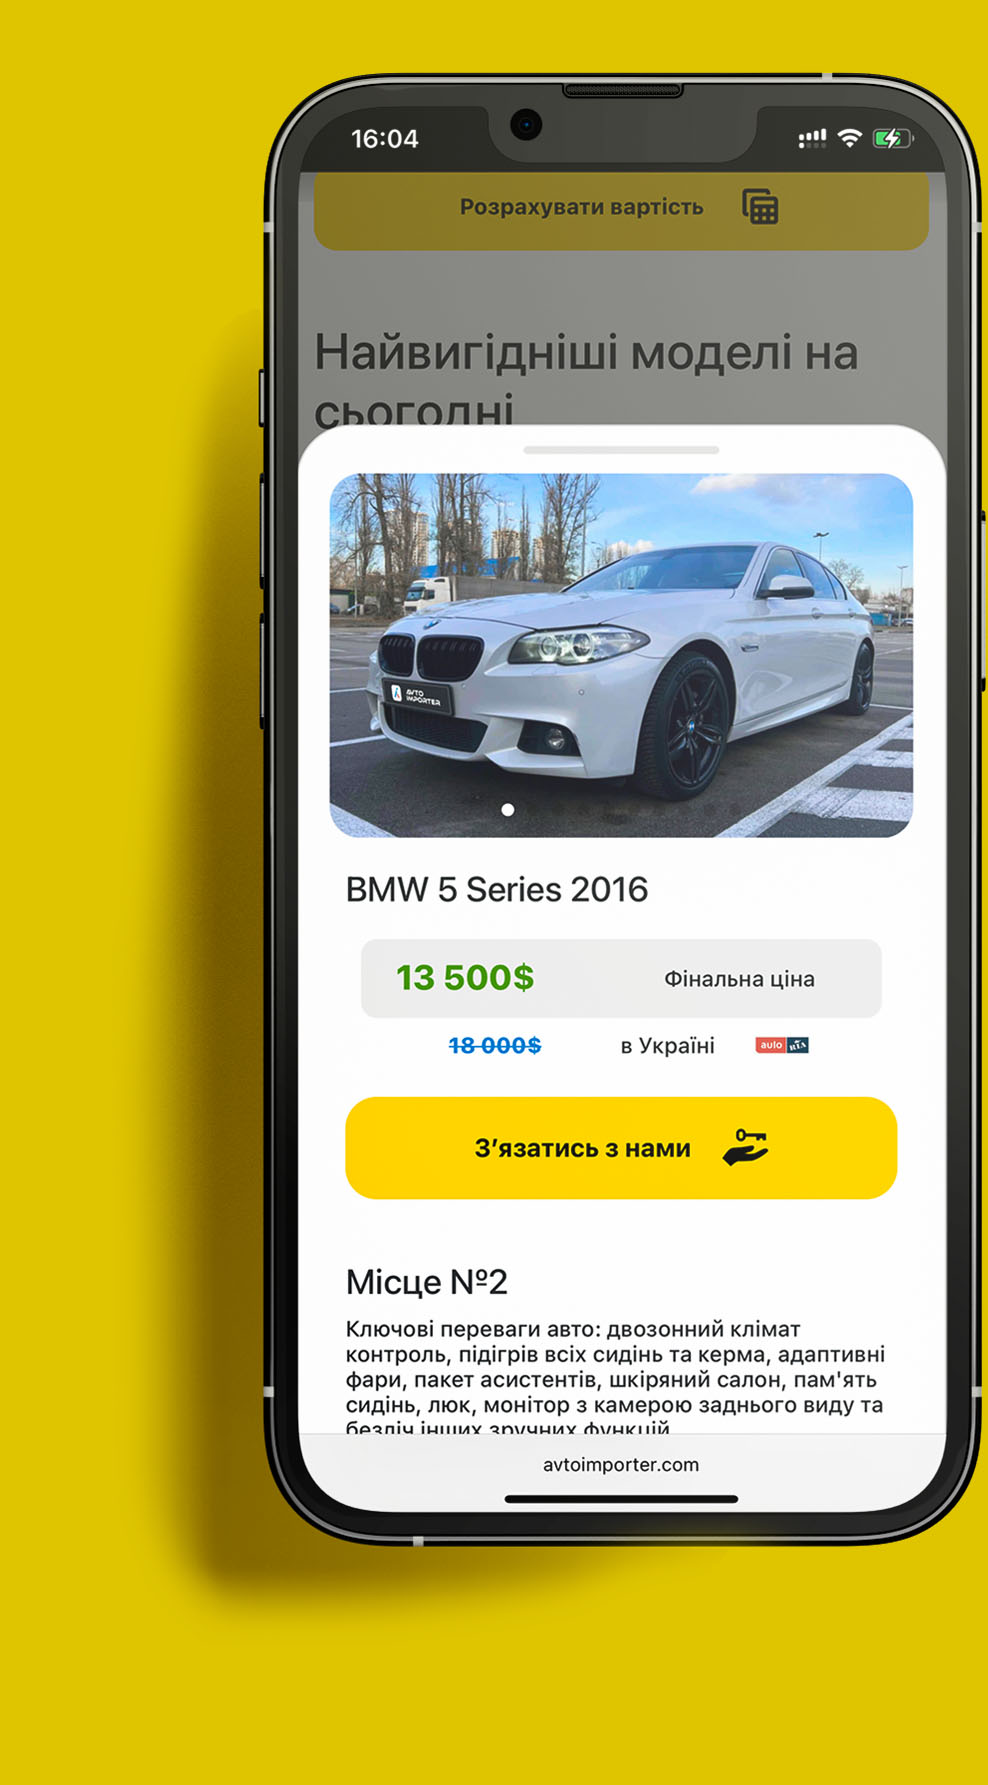 16:04
Розрахувати вартість
Найвигідніші моделі на
сьогодні
AVTO
IMPORTER
BMW 5 Series 2016
13 500$ Фінальна ціна
18 000$ в Україні auto RIA
З’язатись з нами
Місце №2
Ключові переваги авто: двозонний клімат
контроль, підігрів всіх сидінь та керма, адаптивні
фари, пакет асистентів, шкіряний салон, пам'ять
сидінь, люк, монітор з камерою заднього виду та
безліч інших зручних функцій
avtoimporter.com